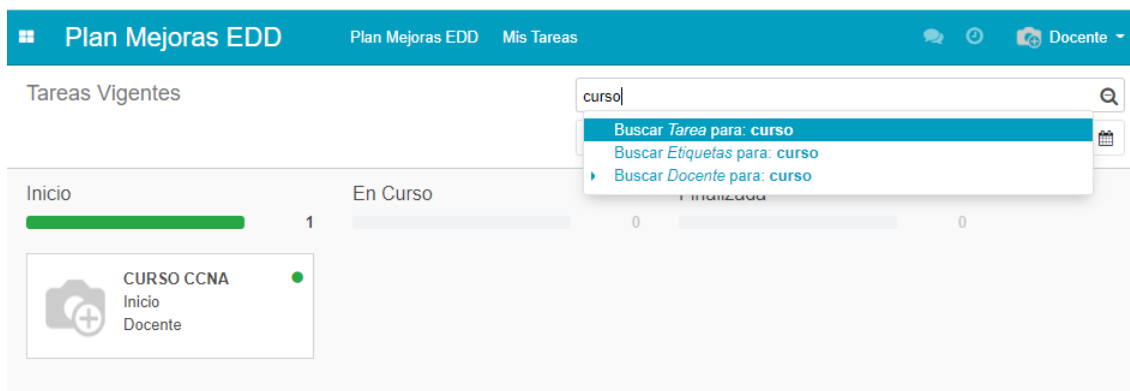 Plan Mejoras EDD Plan Mejoras EDD Mis Tareas Docente
Tareas Vigentes
curso
Buscar Tarea para: curso
Buscar Etiquetas para: curso
Buscar Docente para: curso
Inicio En Curso Finalizada
1 0 0
CURSO CCNA
Inicio
Docente